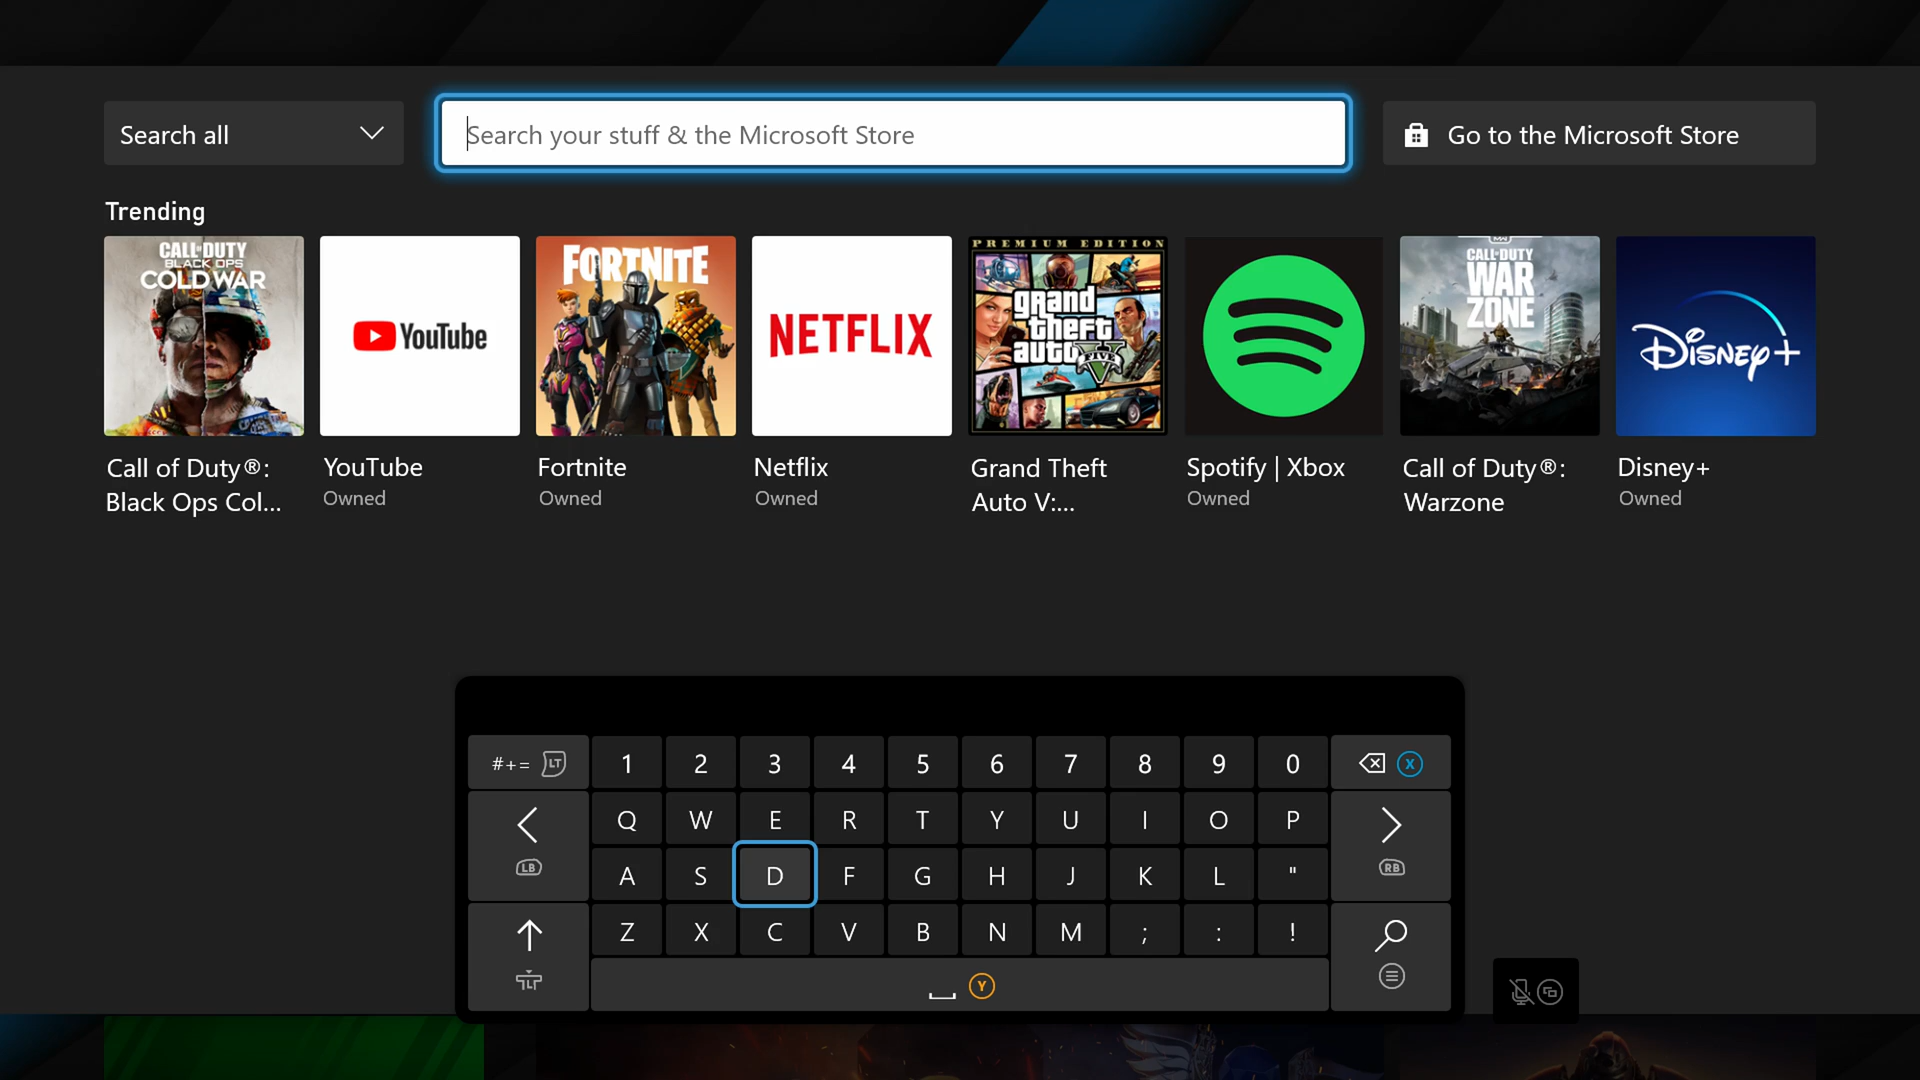 Search all
Search your stuff & the Microsoft Store
Go to the Microsoft Store
Trending
CALL OF DUTY
BLACK OPS
COLD WAR
YouTube
FORTNITE
NETFLIX
PREMIUM EDITION
grand
theft
auto
FIVE
CALL OF DUTY
WAR
ZONE
Disney+
Call of Duty®:
Black Ops Col...
YouTube
Owned
Fortnite
Owned
Netflix
Owned
Grand Theft
Auto V:...
Spotify | Xbox
Owned
Call of Duty®:
Warzone
Disney+
Owned
#+= LT 1 2 3 4 5 6 7 8 9 0 X
Q W E R T Y U I O P
LB A S D F G H J K L " RB
Z X C V B N M ; : !
LT Y